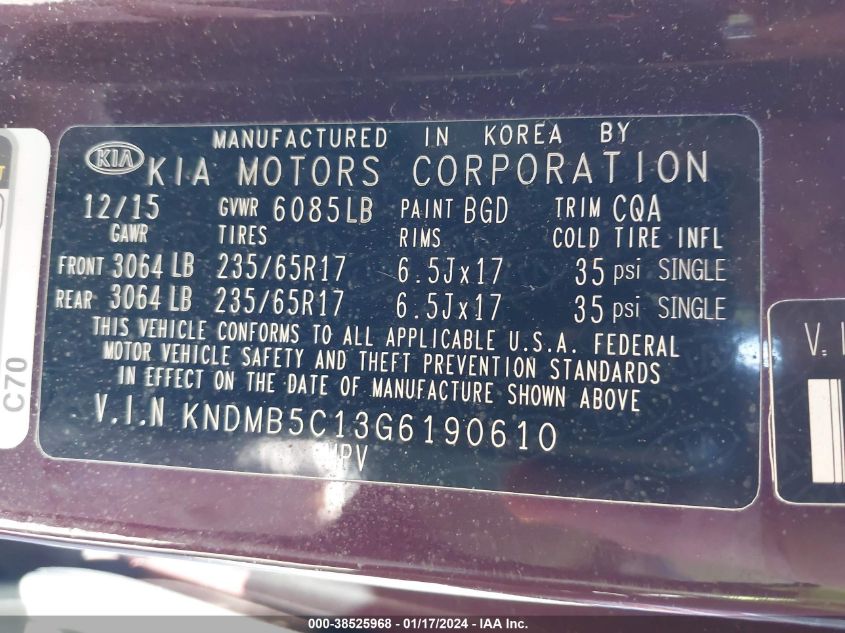 MANUFACTURED IN KOREA BY
KIA KIA MOTORS CORPORATION
12/15 GVWR 6085LB PAINT BGD TRIM CQA
GAWR TIRES RIMS COLD TIRE INFL
FRONT 3064 LB 235/65R17 6.5Jx17 35 psi SINGLE
REAR 3064 LB 235/65R17 6.5Jx17 35 psi SINGLE
THIS VEHICLE CONFORMS TO ALL APPLICABLE U.S.A. FEDERAL
MOTOR VEHICLE SAFETY AND THEFT PREVENTION STANDARDS
IN EFFECT ON THE DATE OF MANUFACTURE SHOWN ABOVE
V.I.N KNDMB5C13G6190610
MPV
C70
000-38525968 - 01/17/2024 - IAA Inc.